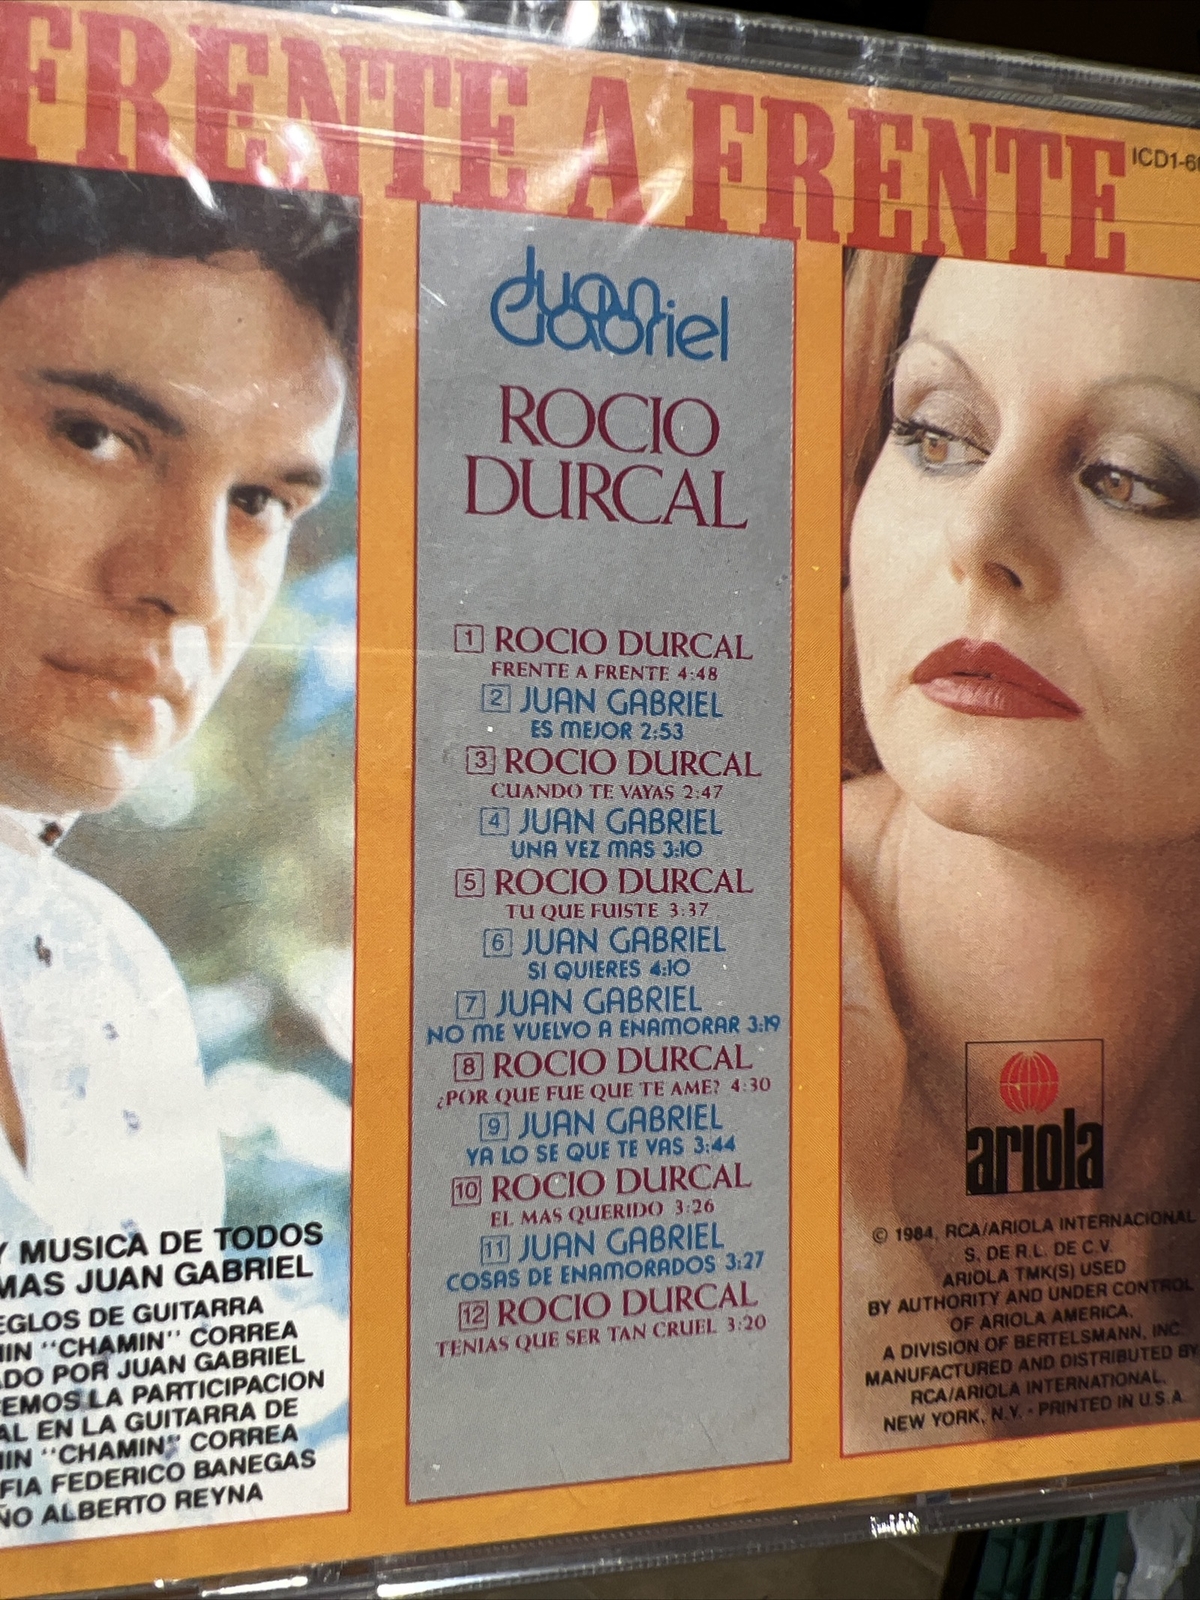 FRENTE A FRENTE
ICD1-6
Juan
Gabriel
ROCIO
DURCAL
1 ROCIO DURCAL
FRENTE A FRENTE 4:48
2 JUAN GABRIEL
ES MEJOR 2:53
3 ROCIO DURCAL
CUANDO TE VAYAS 2:47
4 JUAN GABRIEL
UNA VEZ MAS 3:10
5 ROCIO DURCAL
TU QUE FUISTE 3:37
6 JUAN GABRIEL
SI QUIERES 4:10
7 JUAN GABRIEL
NO ME VUELVO A ENAMORAR 3:19
8 ROCIO DURCAL
¿POR QUE FUE QUE TE AME? 4:30
9 JUAN GABRIEL
YA LO SE QUE TE VAS 3:44
10 ROCIO DURCAL
EL MAS QUERIDO 3:26
11 JUAN GABRIEL
COSAS DE ENAMORADOS 3:27
12 ROCIO DURCAL
TENIAS QUE SER TAN CRUEL 3:20
Y MUSICA DE TODOS
MAS JUAN GABRIEL
EGLOS DE GUITARRA
IN "CHAMIN" CORREA
ADO POR JUAN GABRIEL
EMOS LA PARTICIPACION
AL EN LA GUITARRA DE
IN "CHAMIN" CORREA
FIA FEDERICO BANEGAS
ÑO ALBERTO REYNA
ariola
© 1984, RCA/ARIOLA INTERNACIONAL
S. DE R.L. DE C.V.
ARIOLA TMK(S) USED
BY AUTHORITY AND UNDER CONTROL
OF ARIOLA AMERICA,
A DIVISION OF BERTELSMANN, INC.
MANUFACTURED AND DISTRIBUTED BY
RCA/ARIOLA INTERNATIONAL,
NEW YORK, N.Y. - PRINTED IN U.S.A.